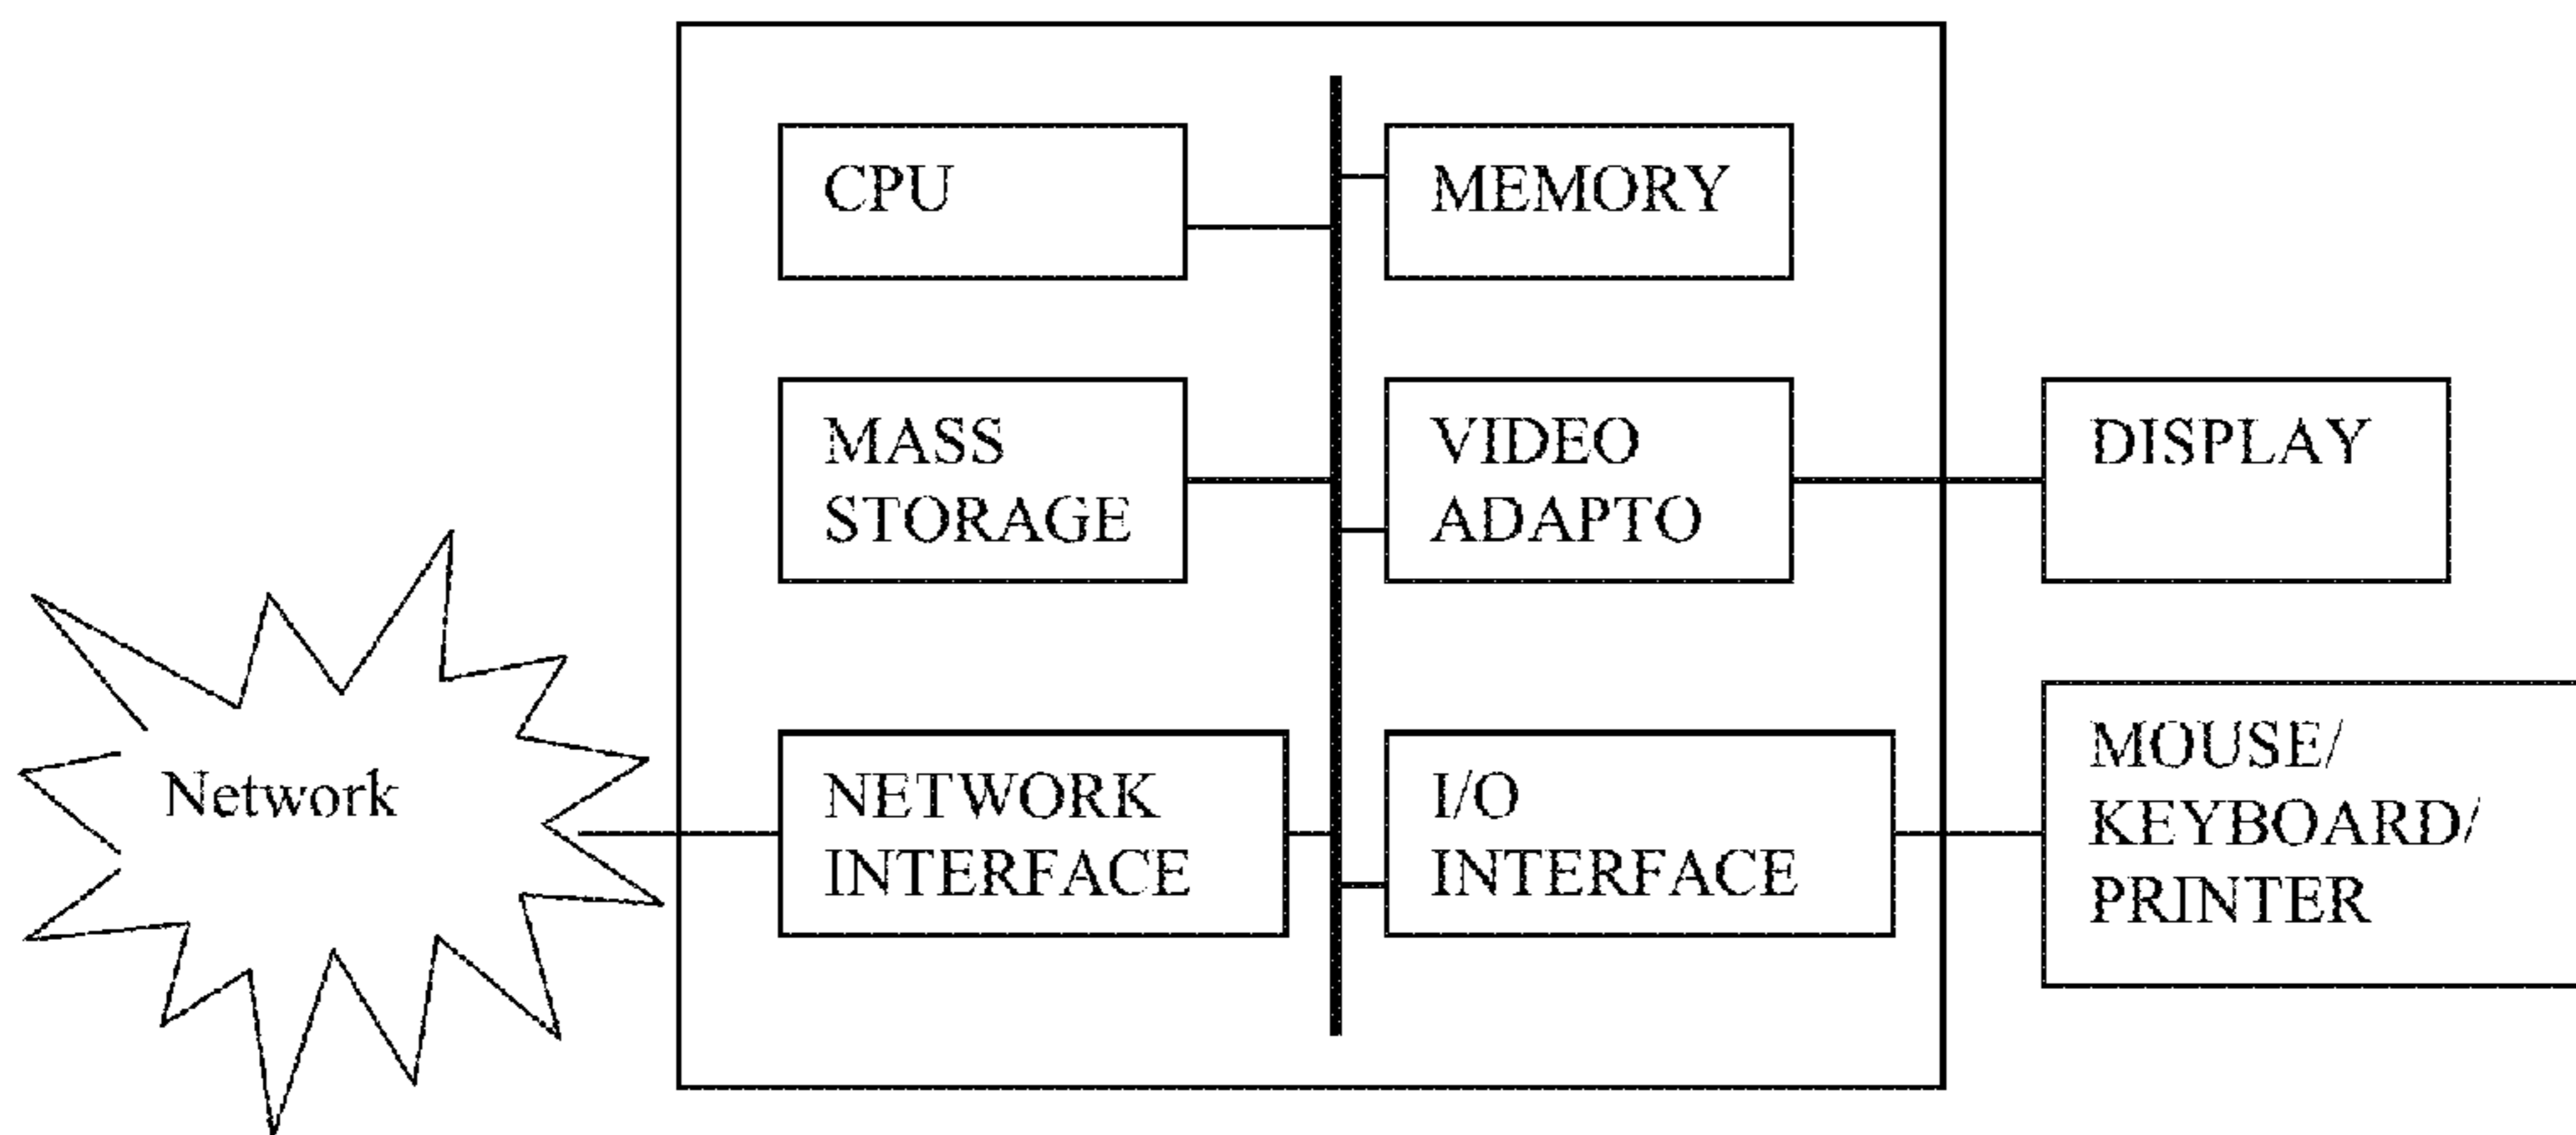 CPU
MEMORY
MASS
STORAGE
VIDEO
ADAPTO
DISPLAY
Network
NETWORK
INTERFACE
I/O
INTERFACE
MOUSE/
KEYBOARD/
PRINTER